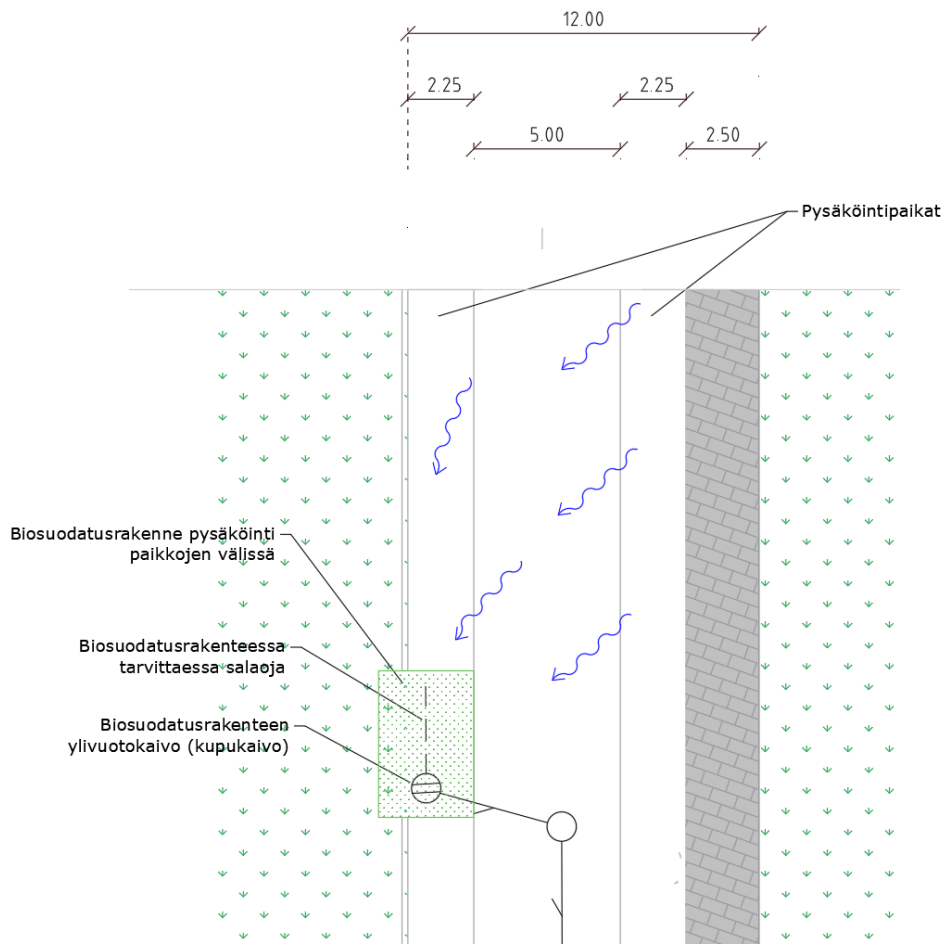 12.00
2.25
2.25
5.00
2.50
Pysäköintipaikat
Biosuodatusrakenne pysäköinti
paikkojen välissä
Biosuodatusrakenteessa
tarvittaessa salaoja
Biosuodatusrakenteen
ylivuotokaivo (kupukaivo)